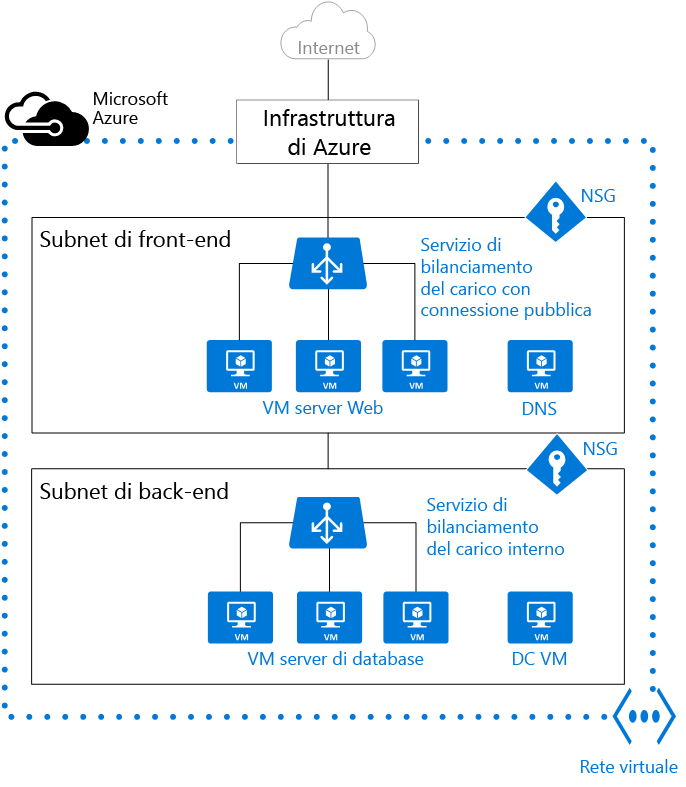 Internet
Microsoft
Azure
Infrastruttura
di Azure
NSG
Subnet di front-end
Servizio di
bilanciamento
del carico con
connessione pubblica
VM
VM
VM
VM
VM server Web
DNS
NSG
Subnet di back-end
Servizio di
bilanciamento
del carico interno
VM
VM
VM
VM
VM server di database
DC VM
Rete virtuale